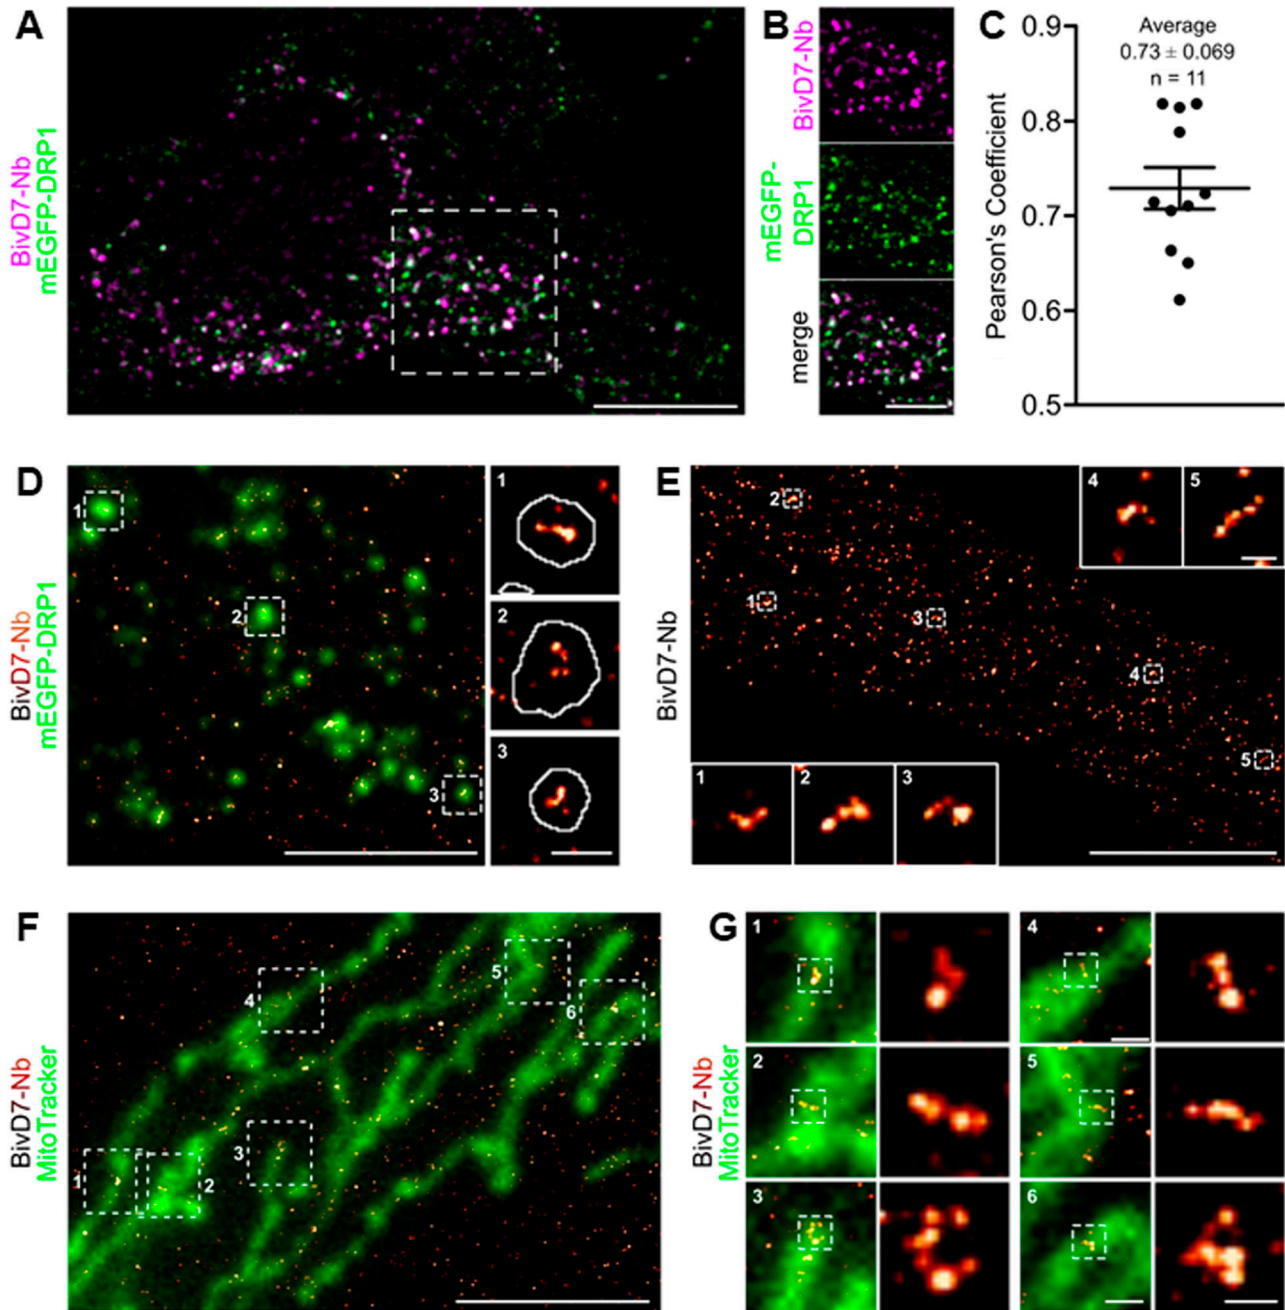 A
BivD7-Nb
mEGFP-DRP1
B
BivD7-Nb
mEGFP-
DRP1
merge
C
Pearson's Coefficient
0.9
0.8
0.7
0.6
0.5
Average
0.73 ± 0.069
n = 11
D
BivD7-Nb
mEGFP-DRP1
1
2
3
1
2
3
E
BivD7-Nb
2
1
3
4
5
4
5
1
2
3
F
BivD7-Nb
MitoTracker
1
2
3
4
5
6
G
BivD7-Nb
MitoTracker
1
4
2
5
3
6